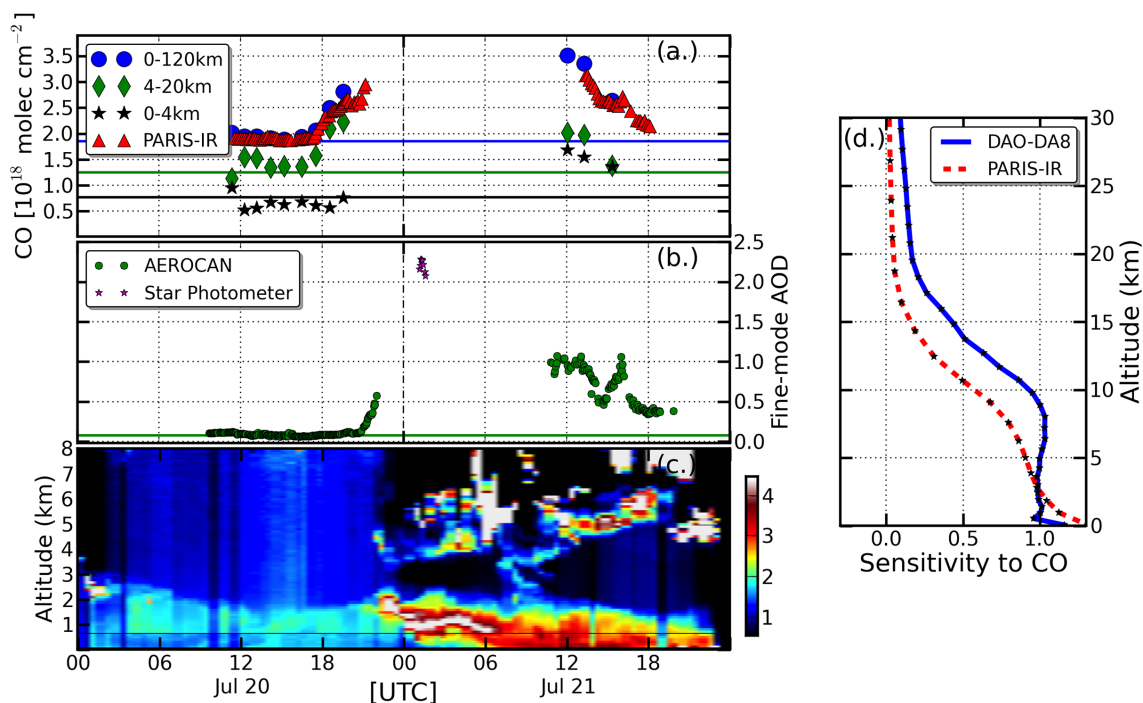 CO [10^18 molec cm^-2]
3.5
3.0
2.5
2.0
1.5
1.0
0.5
0-120km
4-20km
0-4km
PARIS-IR
(a.)
AEROCAN
Star Photometer
(b.)
2.5
2.0
1.5
1.0
0.5
0.0
Fine-mode AOD
Altitude (km)
8
7
6
5
4
3
2
1
(c.)
4
3
2
1
00 06 12 18 00 06 12 18
Jul 20 [UTC] Jul 21
(d.)
DAO-DA8
PARIS-IR
30
25
20
15
10
5
0
Altitude (km)
0.0 0.5 1.0
Sensitivity to CO